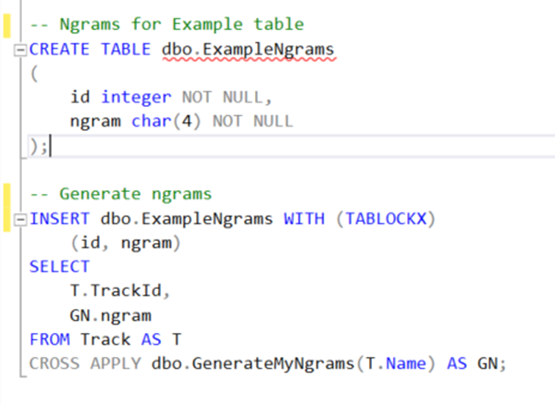 -- Ngrams for Example table
CREATE TABLE dbo.ExampleNgrams
(
id integer NOT NULL,
ngram char(4) NOT NULL
);
-- Generate ngrams
INSERT dbo.ExampleNgrams WITH (TABLOCKX)
(id, ngram)
SELECT
T.TrackId,
GN.ngram
FROM Track AS T
CROSS APPLY dbo.GenerateMyNgrams(T.Name) AS GN;